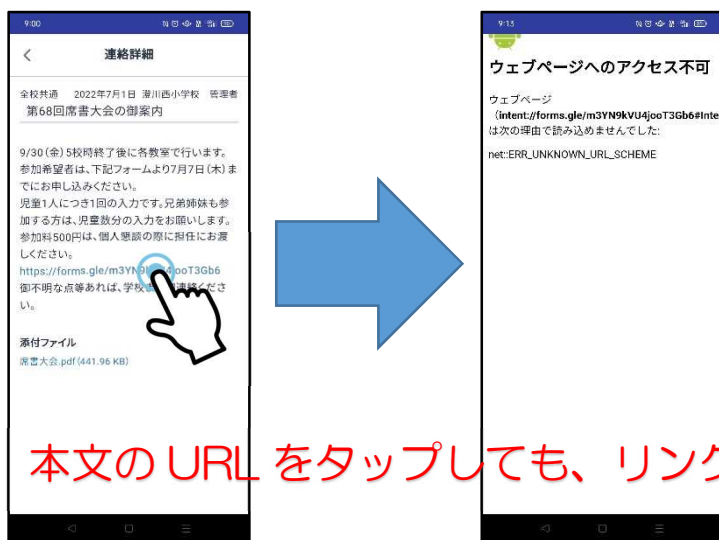 9:00
連絡詳細
全校共通 2022年7月1日 滑川西小学校 管理者
第68回席書大会の御案内
9/30(金)5校時終了後に各教室で行います。
参加希望者は、下記フォームより7月7日(木)ま
でにお申し込みください。
児童1人につき1回の入力です。兄弟姉妹も参
加する方は、児童数分の入力をお願いします。
参加料500円は、個人懇談の際に担任にお渡
しください。
https://forms.gle/m3YN9 ooT3Gb6
御不明な点等あれば、学校 連絡くださ
い。
添付ファイル
席書大会.pdf(441.96 KB)
9:13
ウェブページへのアクセス不可
ウェブページ
(intent://forms.gle/m3YN9kVU4jooT3Gb6#Inte
は次の理由で読み込めませんでした:
net::ERR_UNKNOWN_URL_SCHEME
本文の URL をタップしても、リンク